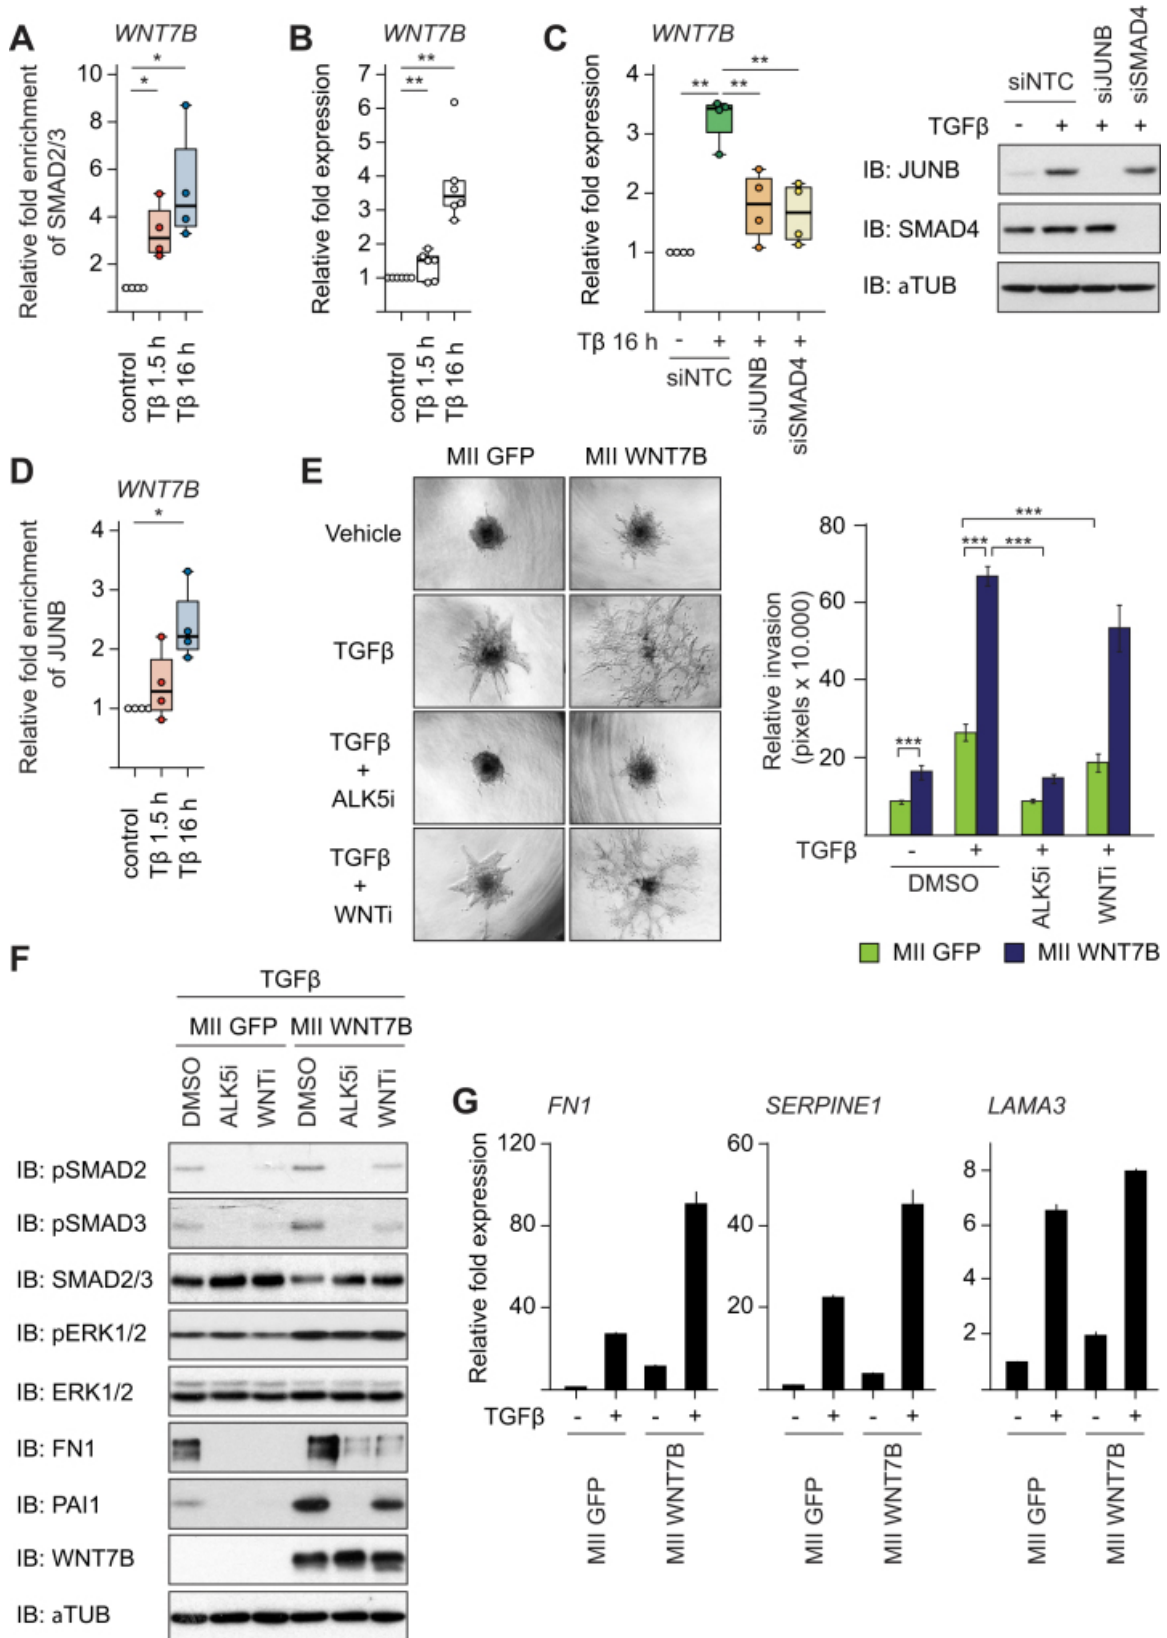 A
WNT7B
Relative fold enrichment
of SMAD2/3
10
8
6
4
2
*
*
control
Tβ 1.5 h
Tβ 16 h
B
WNT7B
Relative fold expression
7
6
5
4
3
2
1
**
**
control
Tβ 1.5 h
Tβ 16 h
C
WNT7B
Relative fold expression
4
3
2
1
**
** **
Tβ 16 h - + + +
siNTC
siJUNB
siSMAD4
siNTC
siJUNB
siSMAD4
TGFβ - + + +
IB: JUNB
IB: SMAD4
IB: aTUB
D
WNT7B
Relative fold enrichment
of JUNB
4
3
2
1
*
control
Tβ 1.5 h
Tβ 16 h
E
MII GFP MII WNT7B
Vehicle
TGFβ
TGFβ
+
ALK5i
TGFβ
+
WNTi
Relative invasion
(pixels x 10.000)
80
60
40
20
***
*** ***
***
TGFβ - + + +
DMSO
ALK5i
WNTi
MII GFP MII WNT7B
F
TGFβ
MII GFP MII WNT7B
DMSO
ALK5i
WNTi
DMSO
ALK5i
WNTi
IB: pSMAD2
IB: pSMAD3
IB: SMAD2/3
IB: pERK1/2
IB: ERK1/2
IB: FN1
IB: PAI1
IB: WNT7B
IB: aTUB
G
FN1
Relative fold expression
120
80
40
TGFβ - + - +
MII GFP
MII WNT7B
SERPINE1
60
40
20
- + - +
MII GFP
MII WNT7B
LAMA3
8
6
4
2
- + - +
MII GFP
MII WNT7B